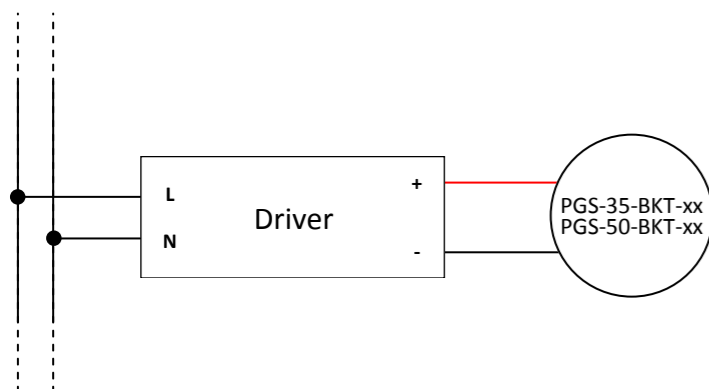 L
N
Driver
+
-
PGS-35-BKT-xx
PGS-50-BKT-xx